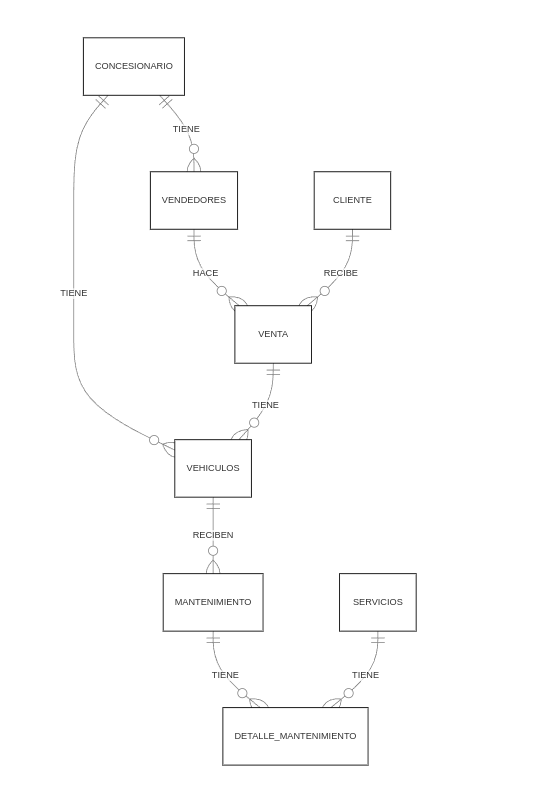 CONCESIONARIO
TIENE
VENDEDORES
CLIENTE
HACE
RECIBE
TIENE
VENTA
TIENE
VEHICULOS
RECIBEN
MANTENIMIENTO
SERVICIOS
TIENE
TIENE
DETALLE_MANTENIMIENTO